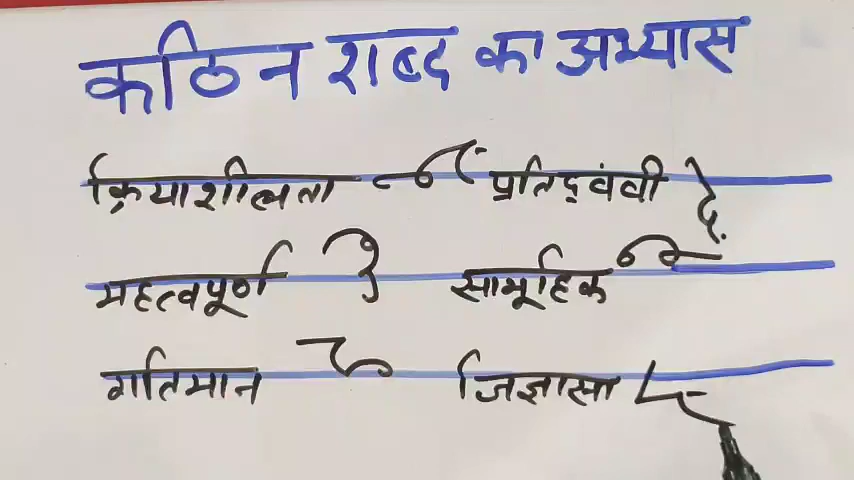 कठिन शब्द का अभ्यास
क्रियाशीलता प्रतिद्वंवी
महत्वपूर्ण सामूहिक
गतिमान जिज्ञासा